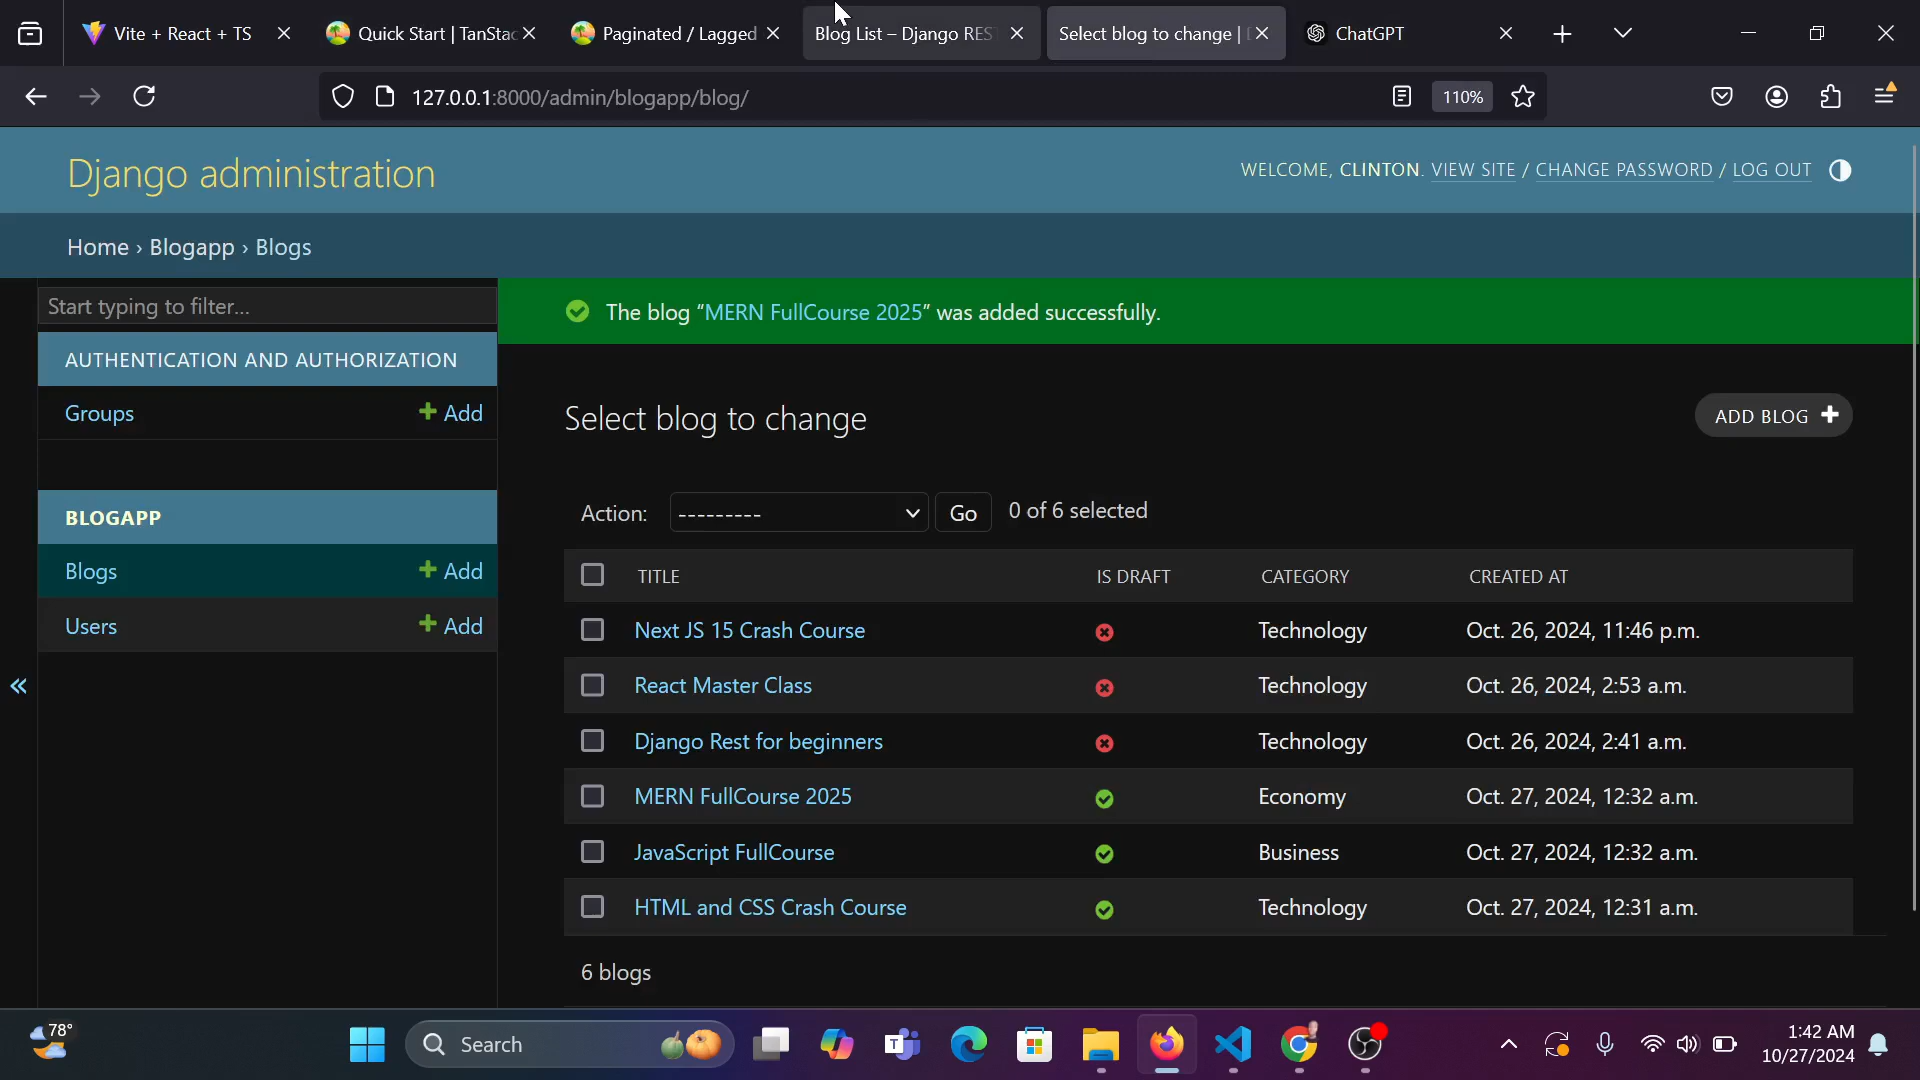 Vite + React + TS
Quick Start | TanStac
Paginated / Lagged
Blog List – Django RES
Select blog to change |
ChatGPT
127.0.0.1:8000/admin/blogapp/blog/
110%
Django administration
WELCOME, CLINTON. VIEW SITE / CHANGE PASSWORD / LOG OUT
Home › Blogapp › Blogs
Start typing to filter...
The blog “MERN FullCourse 2025” was added successfully.
AUTHENTICATION AND AUTHORIZATION
Groups + Add
BLOGAPP
Blogs + Add
Users + Add
«
Select blog to change
ADD BLOG +
Action: --------- Go 0 of 6 selected
TITLE IS DRAFT CATEGORY CREATED AT
Next JS 15 Crash Course Technology Oct. 26, 2024, 11:46 p.m.
React Master Class Technology Oct. 26, 2024, 2:53 a.m.
Django Rest for beginners Technology Oct. 26, 2024, 2:41 a.m.
MERN FullCourse 2025 Economy Oct. 27, 2024, 12:32 a.m.
JavaScript FullCourse Business Oct. 27, 2024, 12:32 a.m.
HTML and CSS Crash Course Technology Oct. 27, 2024, 12:31 a.m.
6 blogs
78°
Search
1:42 AM
10/27/2024